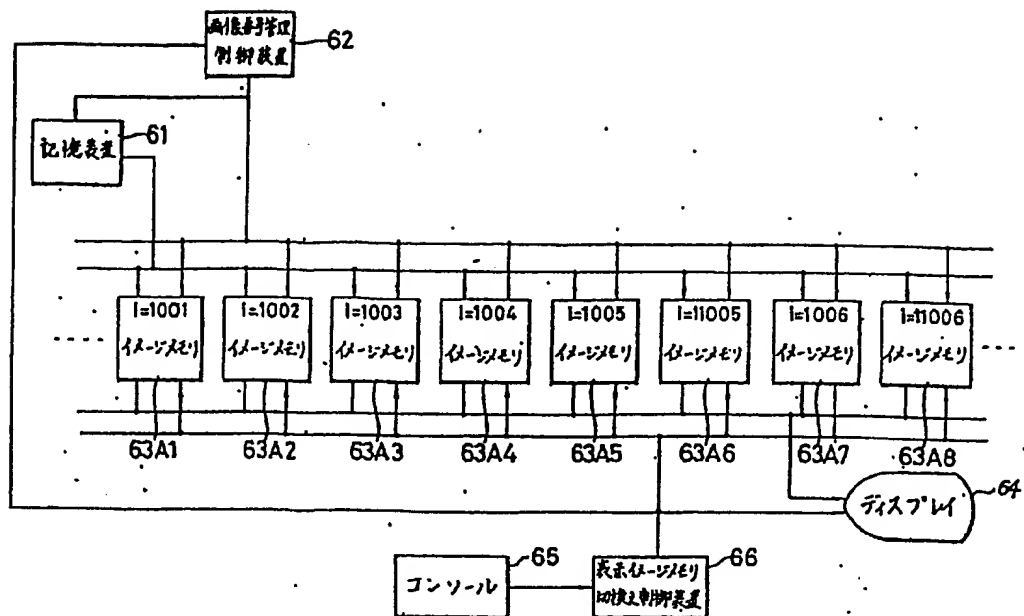 画像番号管理
制御装置
62
記憶装置
61
i=1001
イメージメモリ
i=1002
イメージメモリ
i=1003
イメージメモリ
i=1004
イメージメモリ
i=1005
イメージメモリ
i=11005
イメージメモリ
i=1006
イメージメモリ
i=11006
イメージメモリ
63A1
63A2
63A3
63A4
63A5
63A6
63A7
63A8
ディスプレイ
64
コンソール
65
表示イメージメモリ
切換え制御装置
66